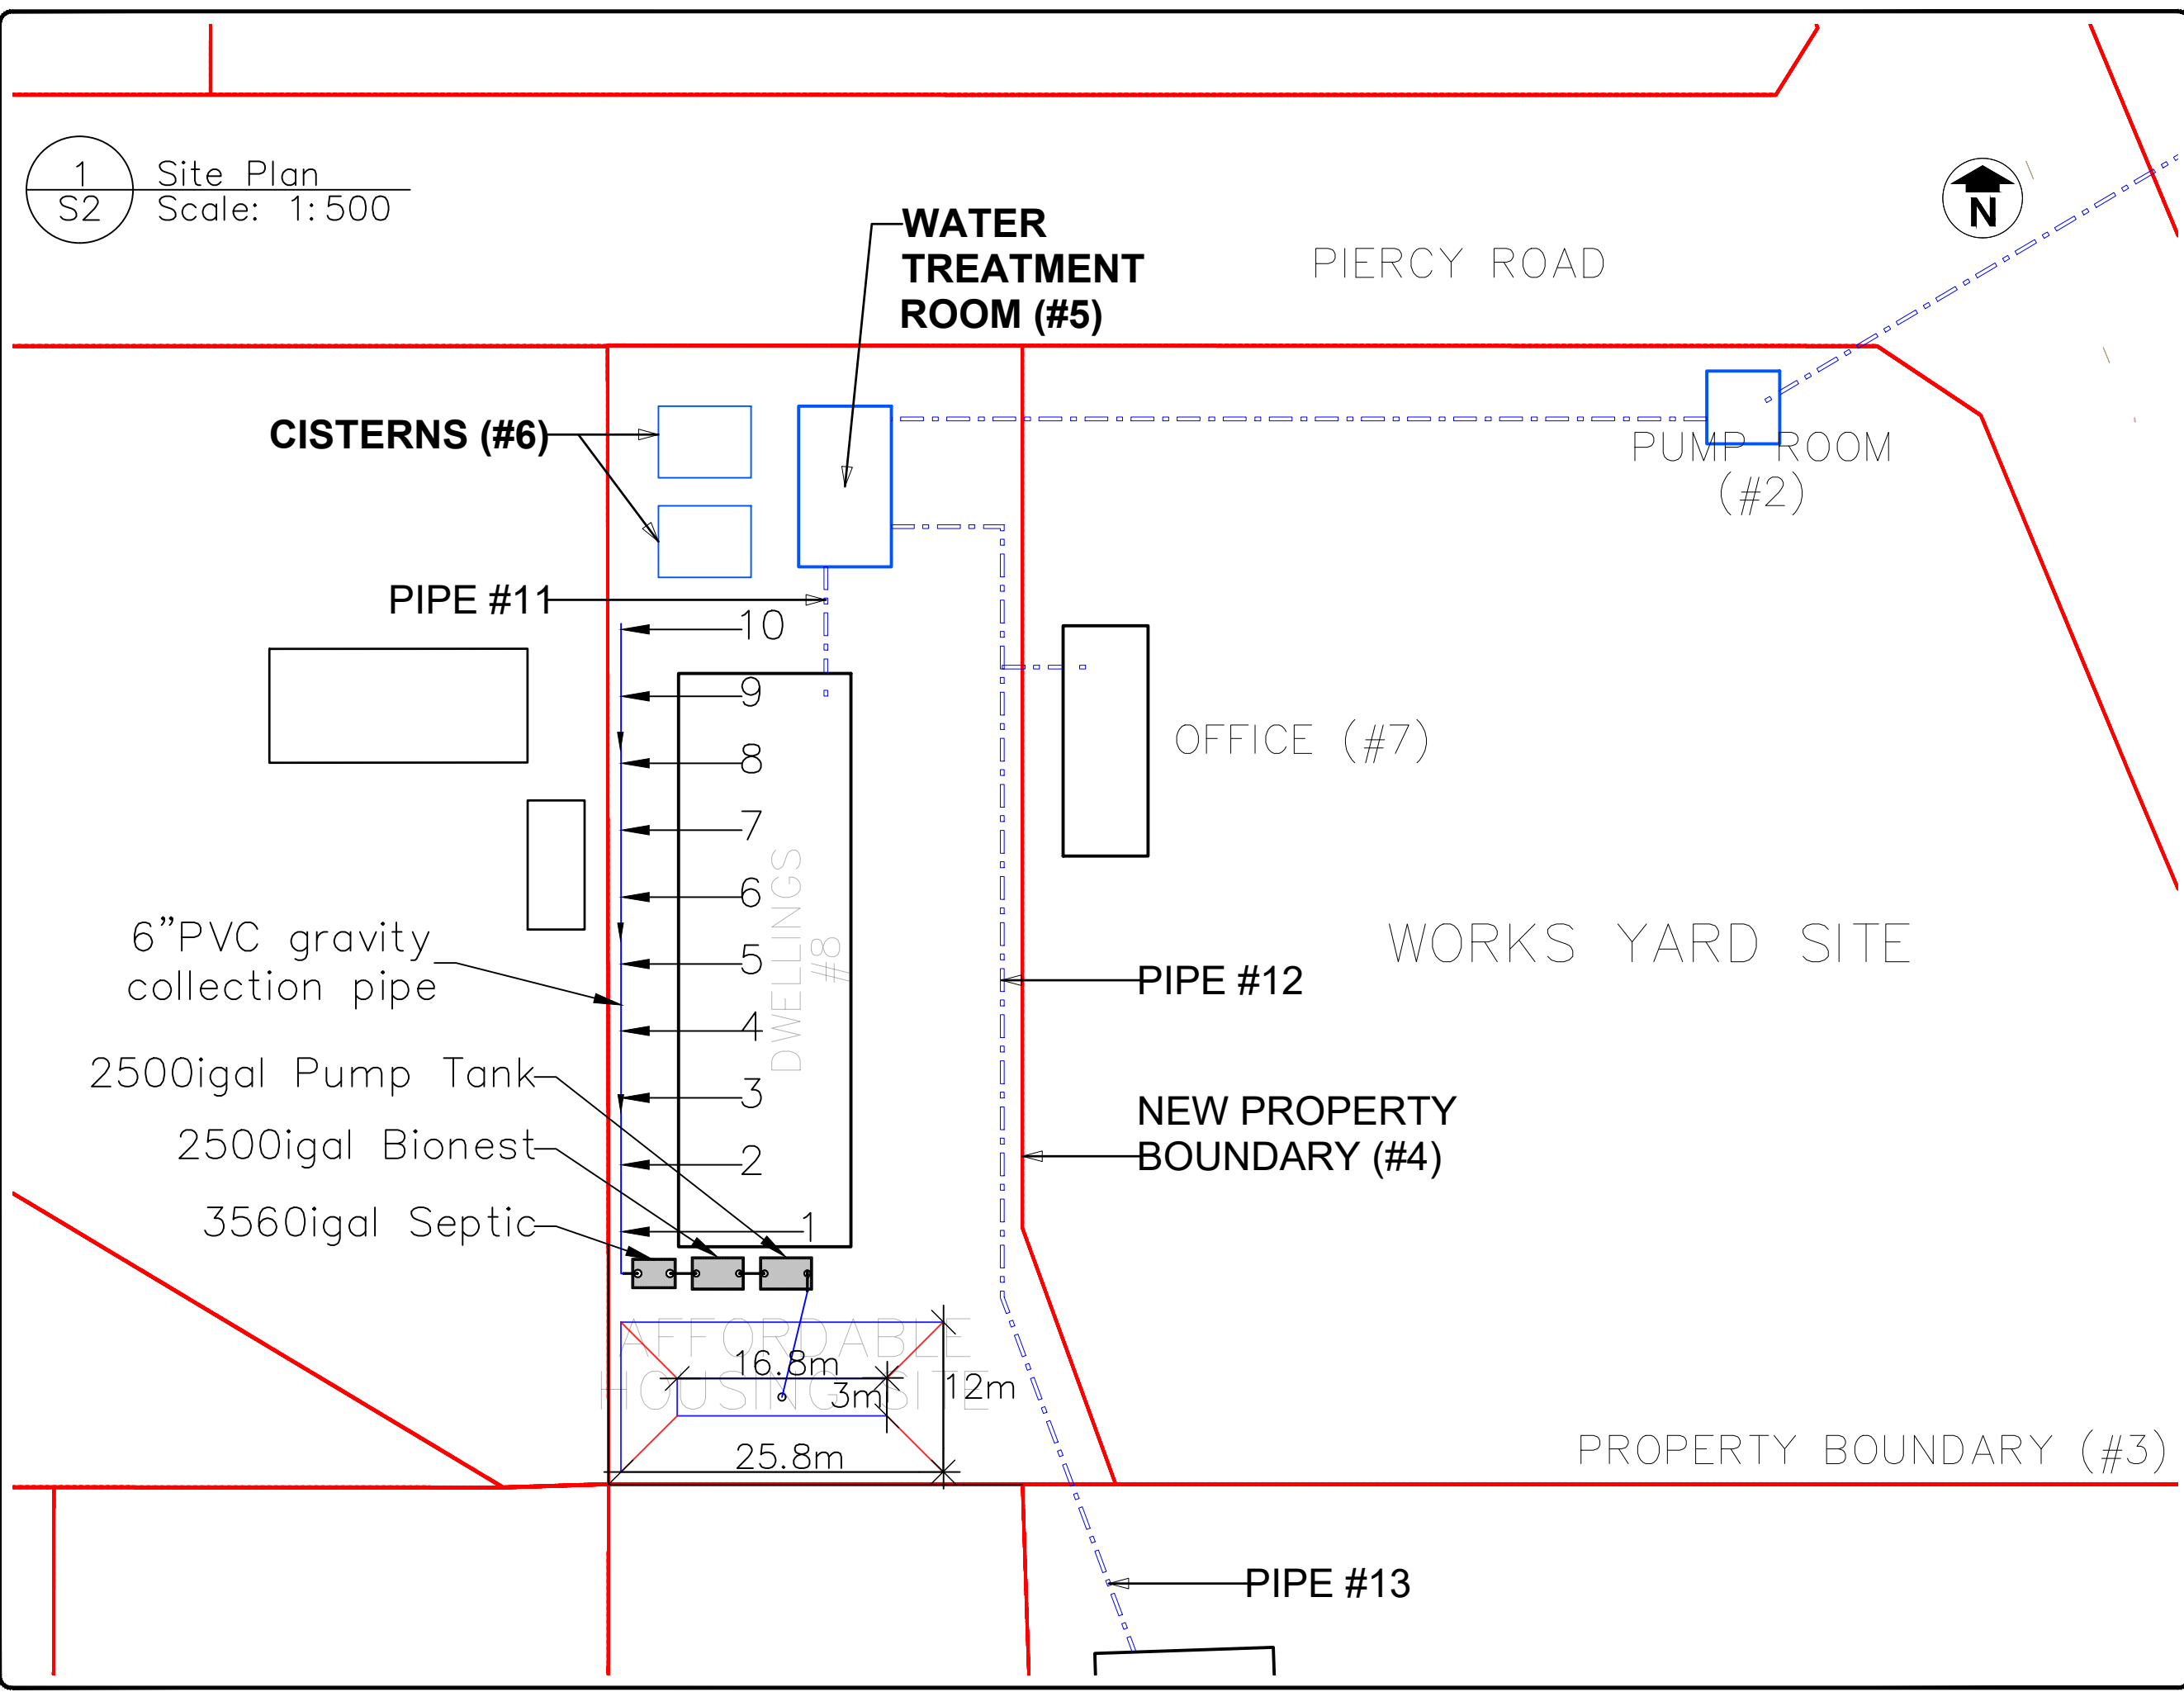 1
S2
Site Plan
Scale: 1:500
WATER
TREATMENT
ROOM (#5)
PIERCY ROAD
N
CISTERNS (#6)
PUMP ROOM
(#2)
PIPE #11
10
9
8
7
6
5
4
3
2
1
OFFICE (#7)
DWELLINGS
#8
6"PVC gravity
collection pipe
WORKS YARD SITE
PIPE #12
2500igal Pump Tank
2500igal Bionest
3560igal Septic
NEW PROPERTY
BOUNDARY (#4)
AFFORDABLE
HOUSING SITE
16.8m
3m
12m
25.8m
PROPERTY BOUNDARY (#3)
PIPE #13